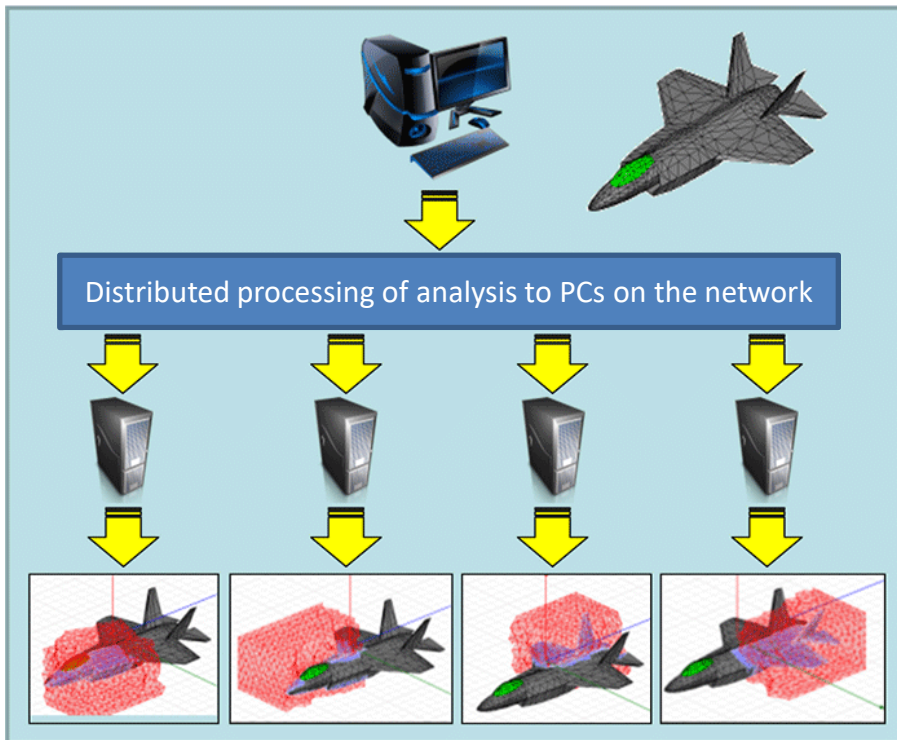 Distributed processing of analysis to PCs on the network